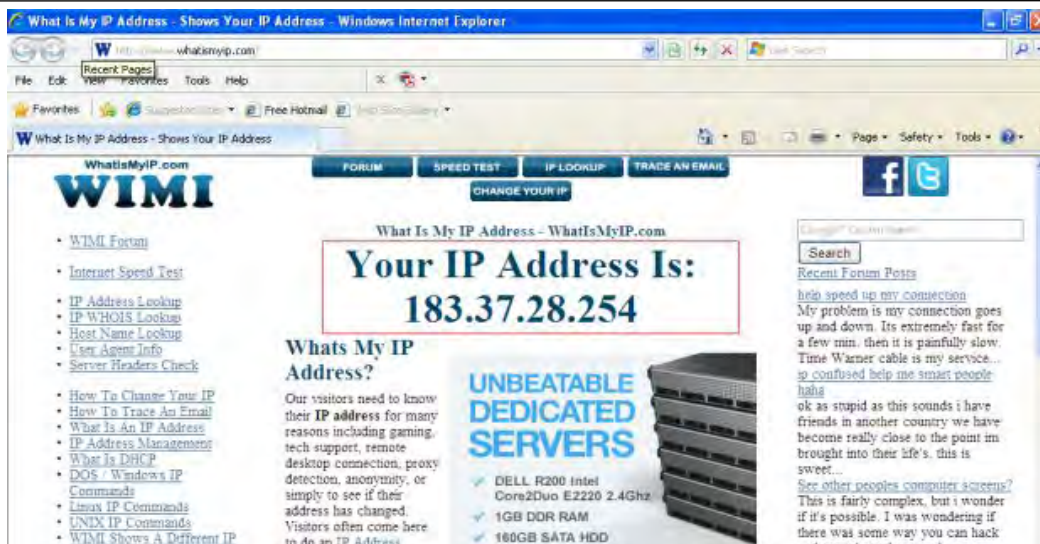 What Is My IP Address - Shows Your IP Address - Windows Internet Explorer
whatismyip.com
File Edit View Favorites Tools Help
Recent Pages
Favorites Free Hotmail
What Is My IP Address - Shows Your IP Address
Page Safety Tools
WhatIsMyIP.com
WIMI
FORUM SPEED TEST IP LOOKUP TRACE AN EMAIL
CHANGE YOUR IP
WIMI Forum
Internet Speed Test
IP Address Lookup
IP WHOIS Lookup
Host Name Lookup
User Agent Info
Server Headers Check
How To Change Your IP
How To Trace An Email
What Is An IP Address
IP Address Management
What Is DHCP
DOS / Windows IP
Commands
Linux IP Commands
UNIX IP Commands
WIMI Shows A Different IP
What Is My IP Address - WhatIsMyIP.com
Your IP Address Is:
183.37.28.254
Whats My IP
Address?
Our visitors need to know
their IP address for many
reasons including gaming,
tech support, remote
desktop connection, proxy
detection, anonymity, or
simply to see if their
address has changed.
Visitors often come here
to do an IP Address
UNBEATABLE
DEDICATED
SERVERS
DELL R200 Intel
Core2Duo E2220 2.4Ghz
1GB DDR RAM
160GB SATA HDD
Search
Recent Forum Posts
help speed up my connection
My problem is my connection goes
up and down. Its extremely fast for
a few min. then it is painfully slow.
Time Warner cable is my service...
ip confused help me smart people
haha
ok as stupid as this sounds i have
friends in another country we have
become really close to the point im
brought into their life's. this is
sweet...
See other peoples computer screens?
This is fairly complex, but i wonder
if it's possible. I was wondering if
there was some way you can hack